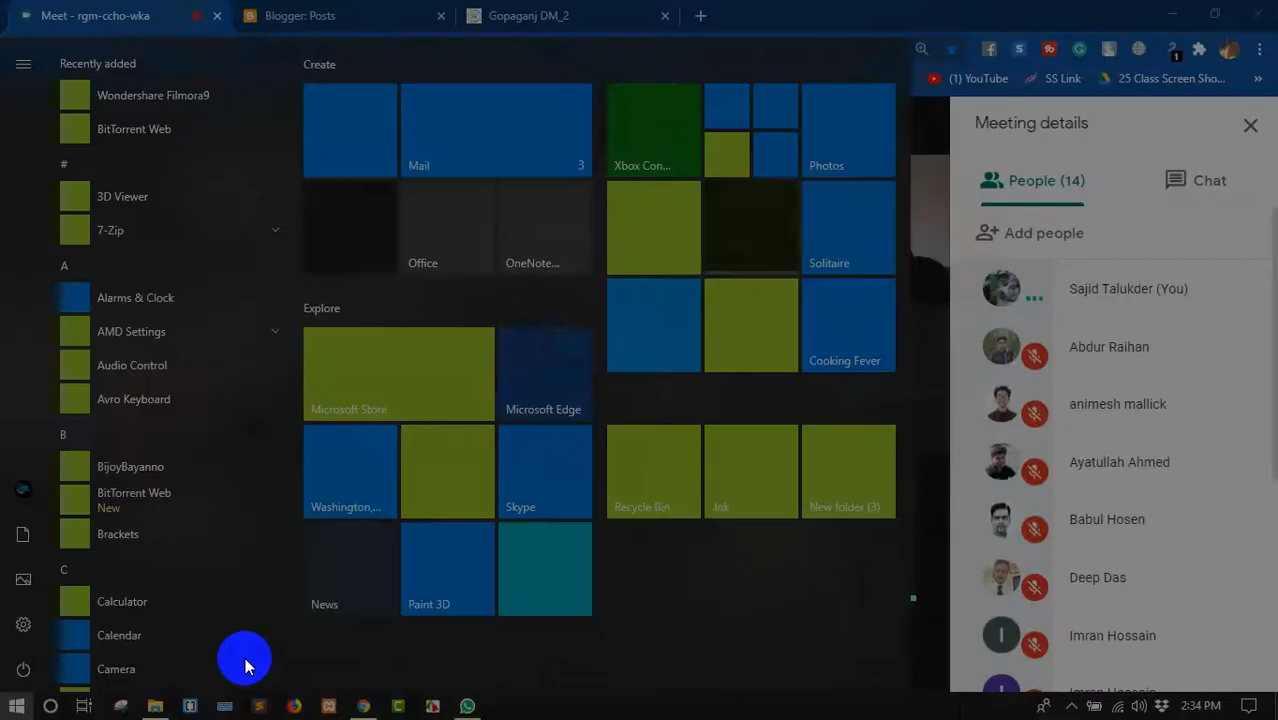 Meet - rgm-ccho-wka
Blogger: Posts
Gopaganj DM_2
(1) YouTube
SS Link
25 Class Screen Sho...
1
Recently added
Wondershare Filmora9
BitTorrent Web
#
3D Viewer
7-Zip
A
Alarms & Clock
AMD Settings
Audio Control
Avro Keyboard
B
BijoyBayanno
BitTorrent Web
New
Brackets
C
Calculator
Calendar
Camera
Create
Mail 3
Office
OneNote...
Explore
Microsoft Store
Microsoft Edge
Washington,...
Skype
News
Paint 3D
Xbox Con...
Photos
Solitaire
Cooking Fever
Recycle Bin
Ink
New folder (3)
Meeting details
People (14)
Chat
Add people
Sajid Talukder (You)
Abdur Raihan
animesh mallick
Ayatullah Ahmed
Babul Hosen
Deep Das
I
Imran Hossain
2:34 PM